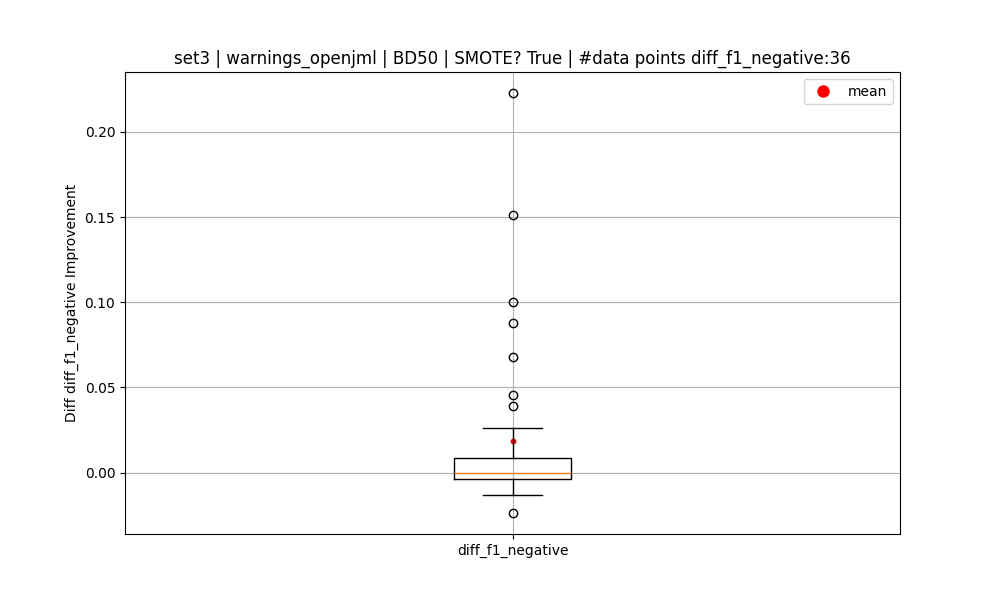 set3 | warnings_openjml | BD50 | SMOTE? True | #data points diff_f1_negative:36
mean
0.20
0.15
0.10
0.05
0.00
Diff diff_f1_negative Improvement
diff_f1_negative